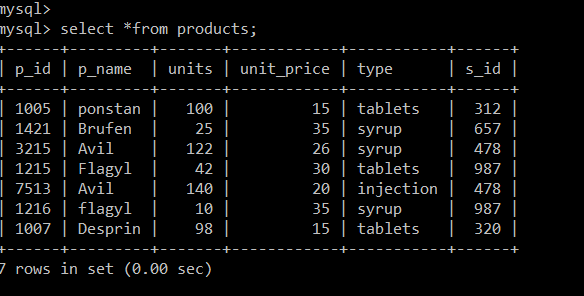 mysql>
mysql> select *from products;
+------+---------+-------+------------+-----------+------+
| p_id | p_name | units | unit_price | type | s_id |
+------+---------+-------+------------+-----------+------+
| 1005 | ponstan | 100 | 15 | tablets | 312 |
| 1421 | Brufen | 25 | 35 | syrup | 657 |
| 3215 | Avil | 122 | 26 | syrup | 478 |
| 1215 | Flagyl | 42 | 30 | tablets | 987 |
| 7513 | Avil | 140 | 20 | injection | 478 |
| 1216 | flagyl | 10 | 35 | syrup | 987 |
| 1007 | Desprin | 98 | 15 | tablets | 320 |
+------+---------+-------+------------+-----------+------+
7 rows in set (0.00 sec)